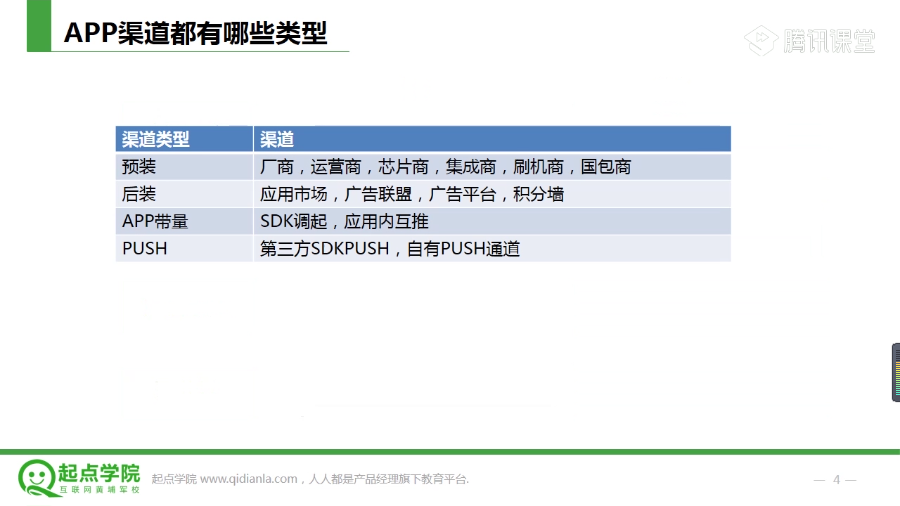 APP渠道都有哪些类型
腾讯课堂
渠道类型 渠道
预装 厂商，运营商，芯片商，集成商，刷机商，国包商
后装 应用市场，广告联盟，广告平台，积分墙
APP带量 SDK调起，应用内互推
PUSH 第三方SDKPUSH，自有PUSH通道
起点学院
互联网黄埔军校
起点学院 www.qidianla.com，人人都是产品经理旗下教育平台.
— 4 —